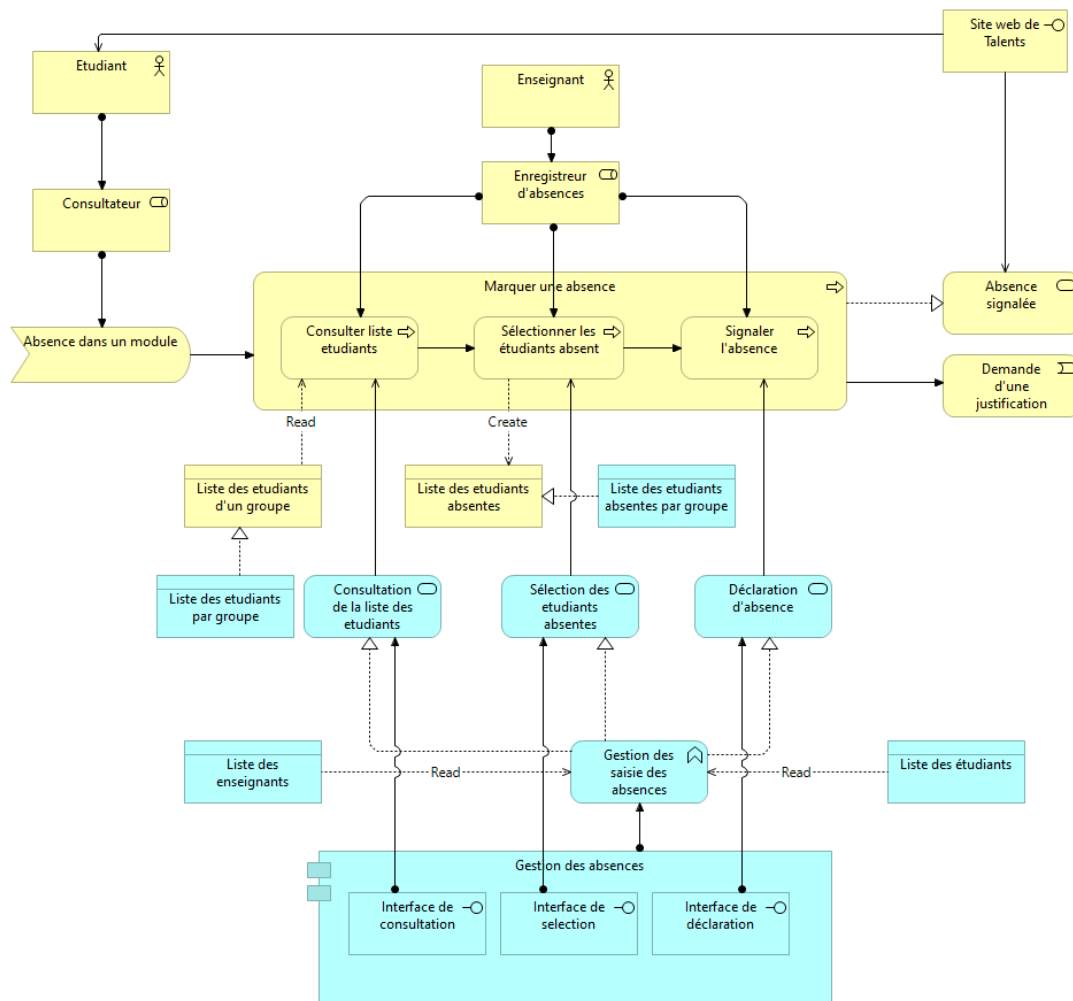 Site web de
Talents
Etudiant
Enseignant
Consultateur
Enregistreur
d'absences
Marquer une absence
Absence
signalée
Absence dans un module
Consulter liste
etudiants
Sélectionner les
étudiants absent
Signaler
l'absence
Demande
d'une
justification
Read
Create
Liste des etudiants
d'un groupe
Liste des etudiants
absentes
Liste des etudiants
absentes par groupe
Liste des etudiants
par groupe
Consultation
de la liste des
etudiants
Sélection des
etudiants
absentes
Déclaration
d'absence
Liste des
enseignants
Read
Gestion des
saisie des
absences
Read
Liste des étudiants
Gestion des absences
Interface de
consultation
Interface de
selection
Interface de
déclaration